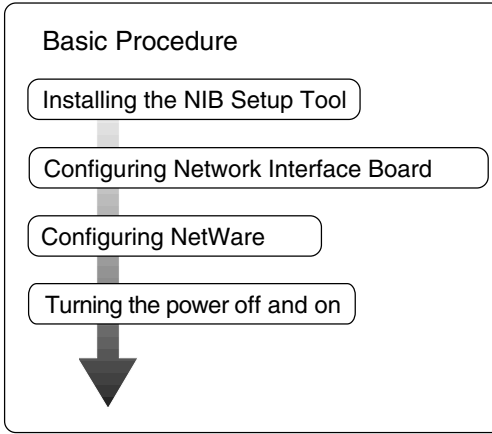 Basic Procedure
Installing the NIB Setup Tool
Configuring Network Interface Board
Configuring NetWare
Turning the power off and on